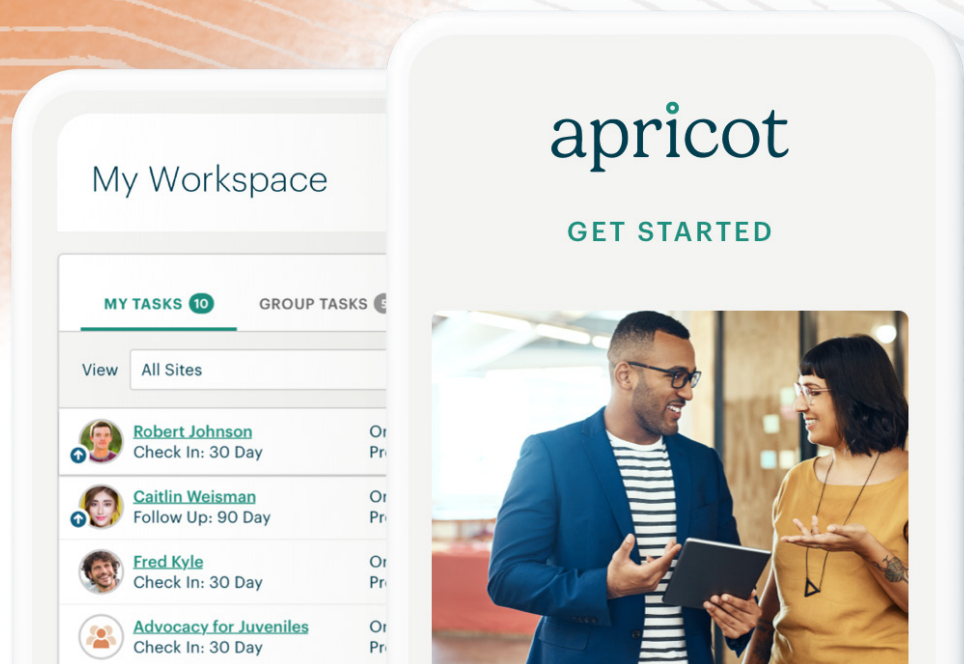 My Workspace
MY TASKS 10
GROUP TASKS
View
All Sites
Robert Johnson
Check In: 30 Day
Caitlin Weisman
Follow Up: 90 Day
Fred Kyle
Check In: 30 Day
Advocacy for Juveniles
Check In: 30 Day
apricot
GET STARTED